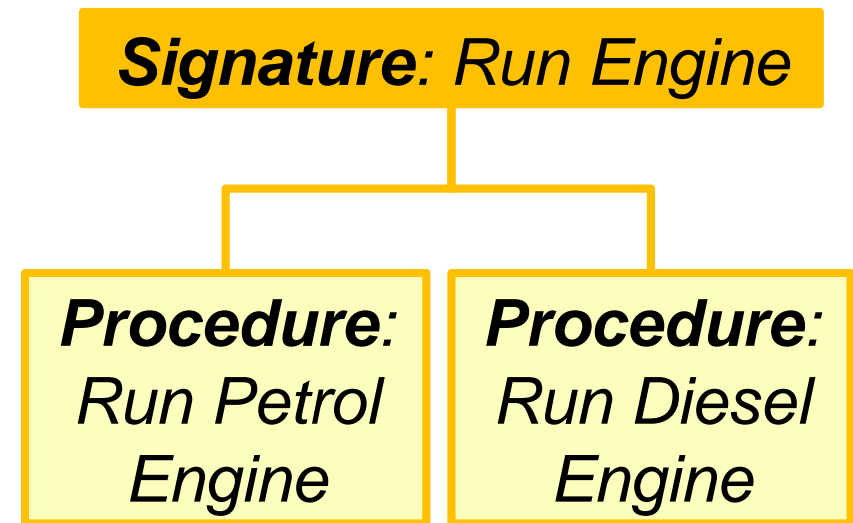 Signature: Run Engine
Procedure:
Run Petrol
Engine
Procedure:
Run Diesel
Engine